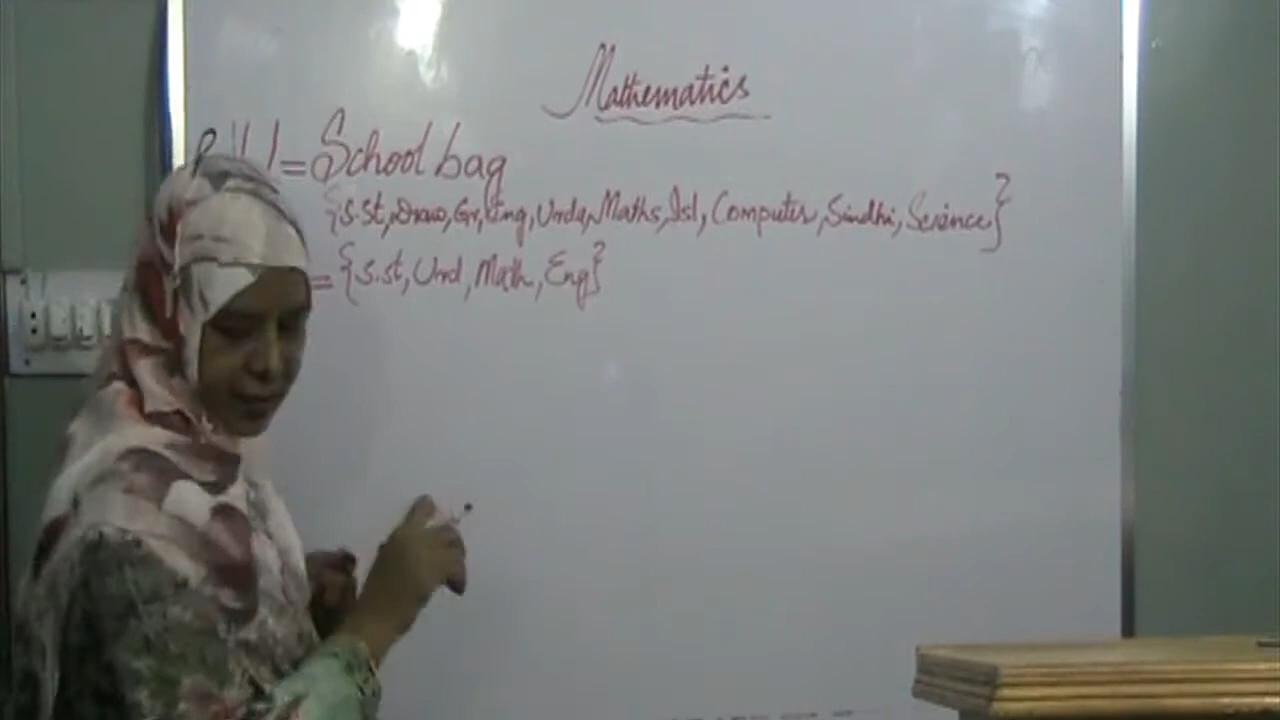 Mathematics
= School bag
{S.St, Draw, Gr, Eng, Urdu, Maths, Isl, Computer, Sindhi, Science}
= {S.st, Urd, Math, Eng}